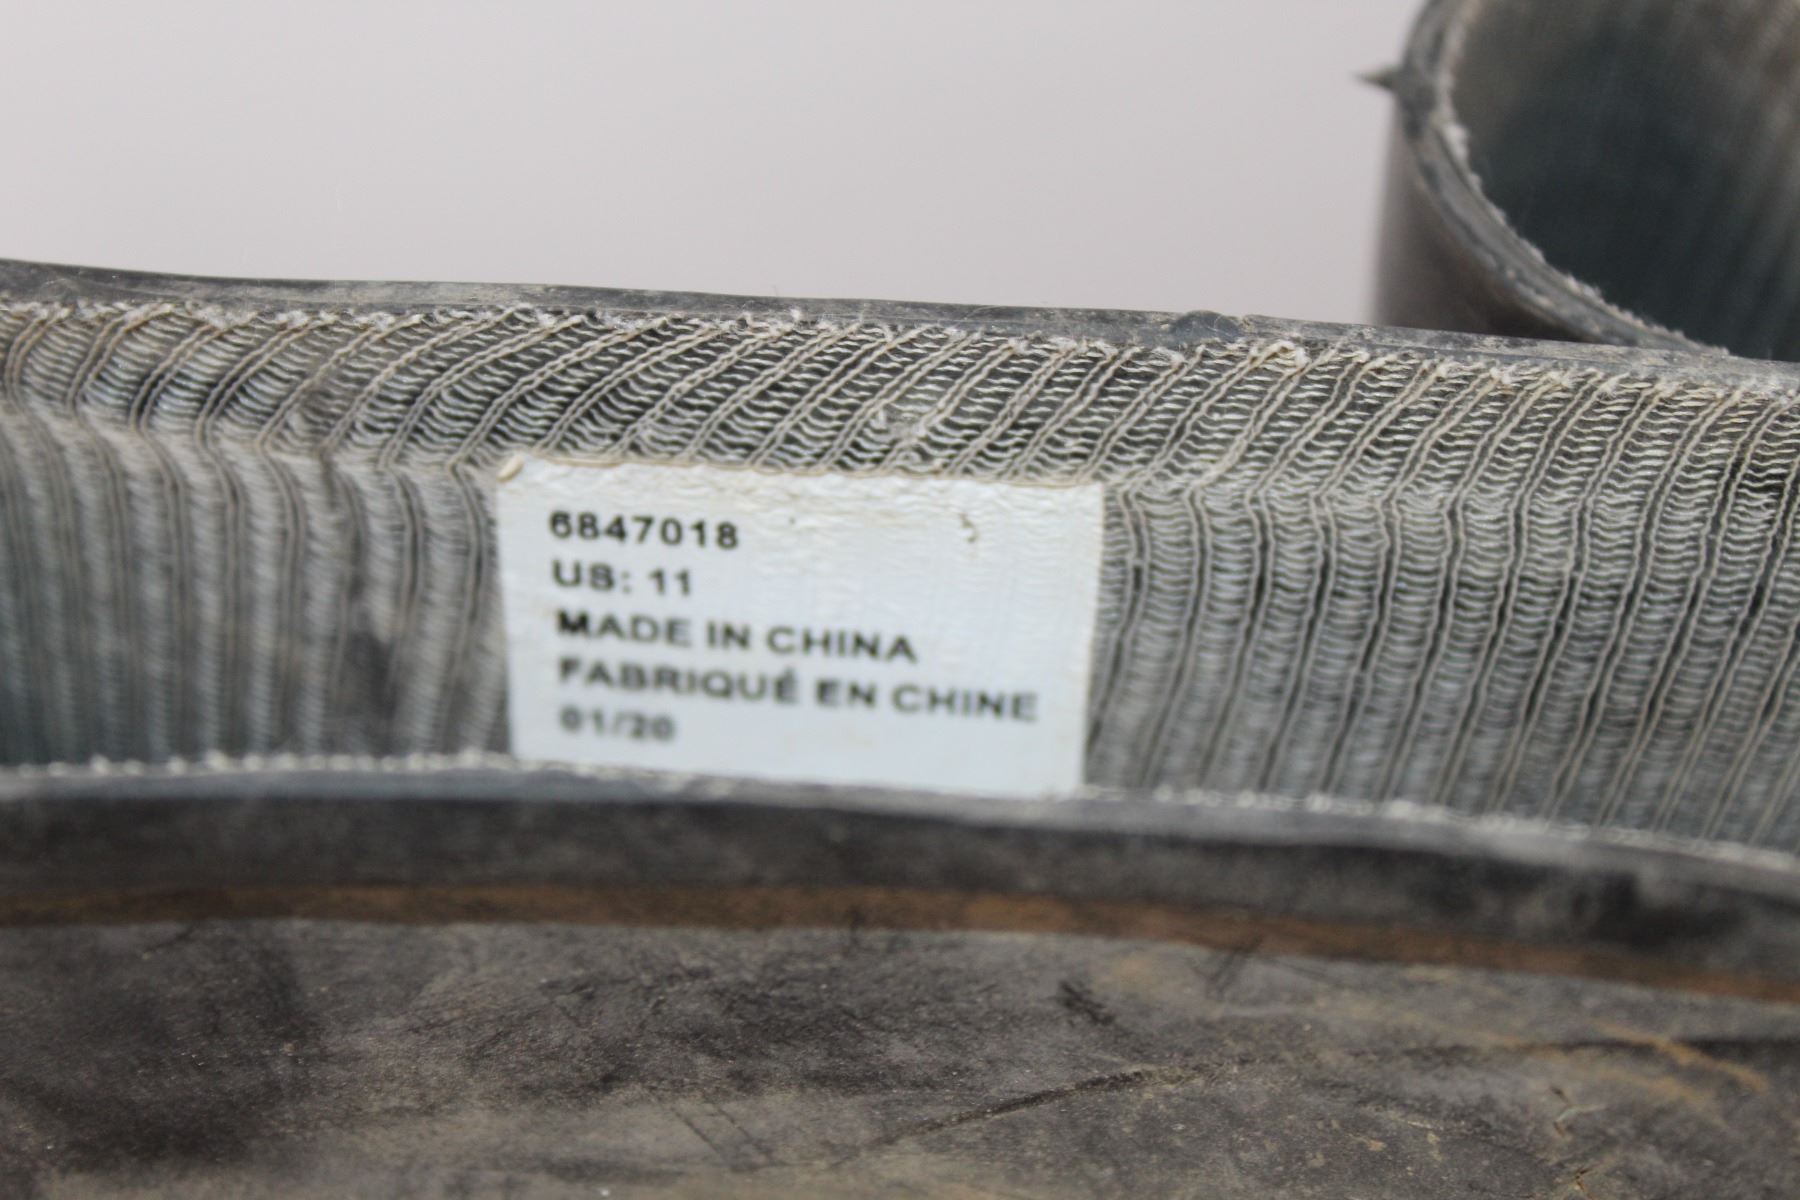 6847018
US: 11
MADE IN CHINA
FABRIQUÉ EN CHINE
01/20